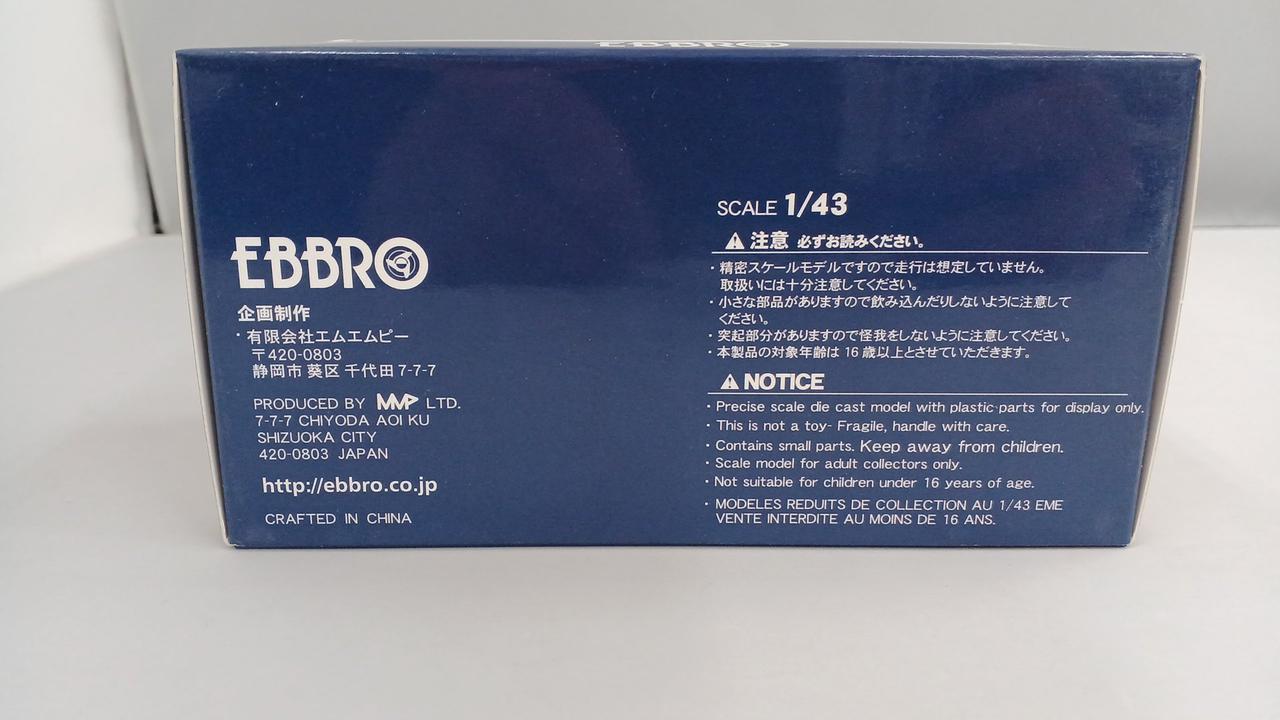 EBBRO
EBBRO
企画制作
・有限会社エムエムピー
〒420-0803
静岡市 葵区 千代田 7-7-7
PRODUCED BY MMP LTD.
7-7-7 CHIYODA AOI KU
SHIZUOKA CITY
420-0803 JAPAN
http://ebbro.co.jp
CRAFTED IN CHINA
SCALE 1/43
注意 必ずお読みください。
・精密スケールモデルですので走行は想定していません。
取扱いには十分注意してください。
・小さな部品がありますので飲み込んだりしないように注意して
ください。
・突起部分がありますので怪我をしないように注意してください。
・本製品の対象年齢は 16 歳以上とさせていただきます。
NOTICE
・Precise scale die cast model with plastic parts for display only.
・This is not a toy- Fragile, handle with care.
・Contains small parts. Keep away from children.
・Scale model for adult collectors only.
・Not suitable for children under 16 years of age.
・MODELES REDUITS DE COLLECTION AU 1/43 EME
VENTE INTERDITE AU MOINS DE 16 ANS.